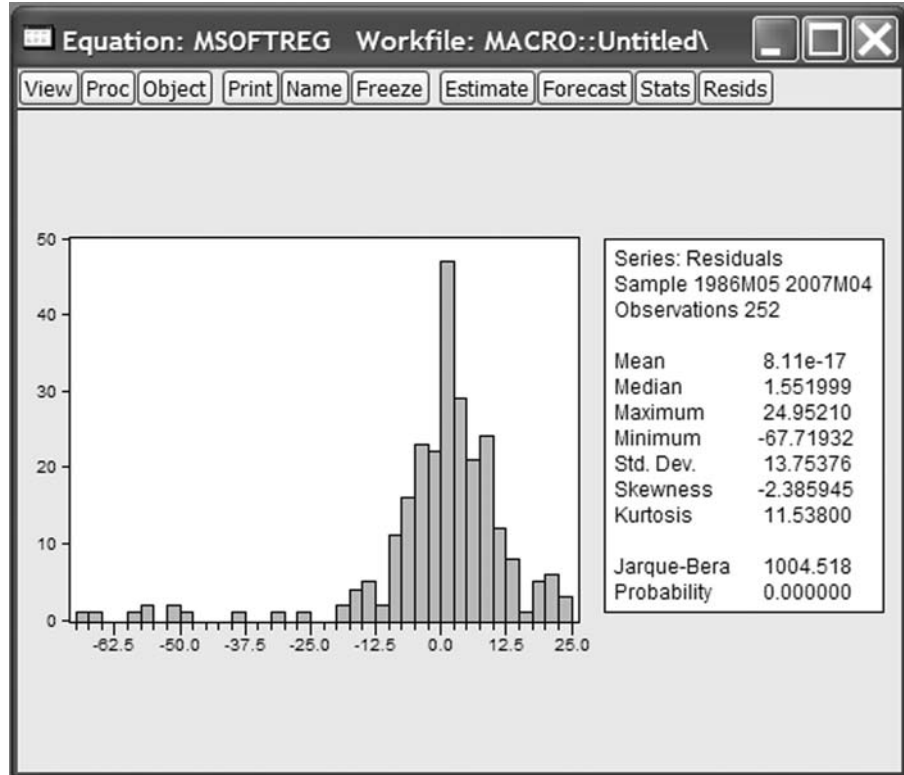 Equation: MSOFTREG Workfile: MACRO::Untitled\
View Proc Object Print Name Freeze Estimate Forecast Stats Resids
50
40
30
20
10
0
-62.5 -50.0 -37.5 -25.0 -12.5 0.0 12.5 25.0
Series: Residuals
Sample 1986M05 2007M04
Observations 252
Mean 8.11e-17
Median 1.551999
Maximum 24.95210
Minimum -67.71932
Std. Dev. 13.75376
Skewness -2.385945
Kurtosis 11.53800
Jarque-Bera 1004.518
Probability 0.000000